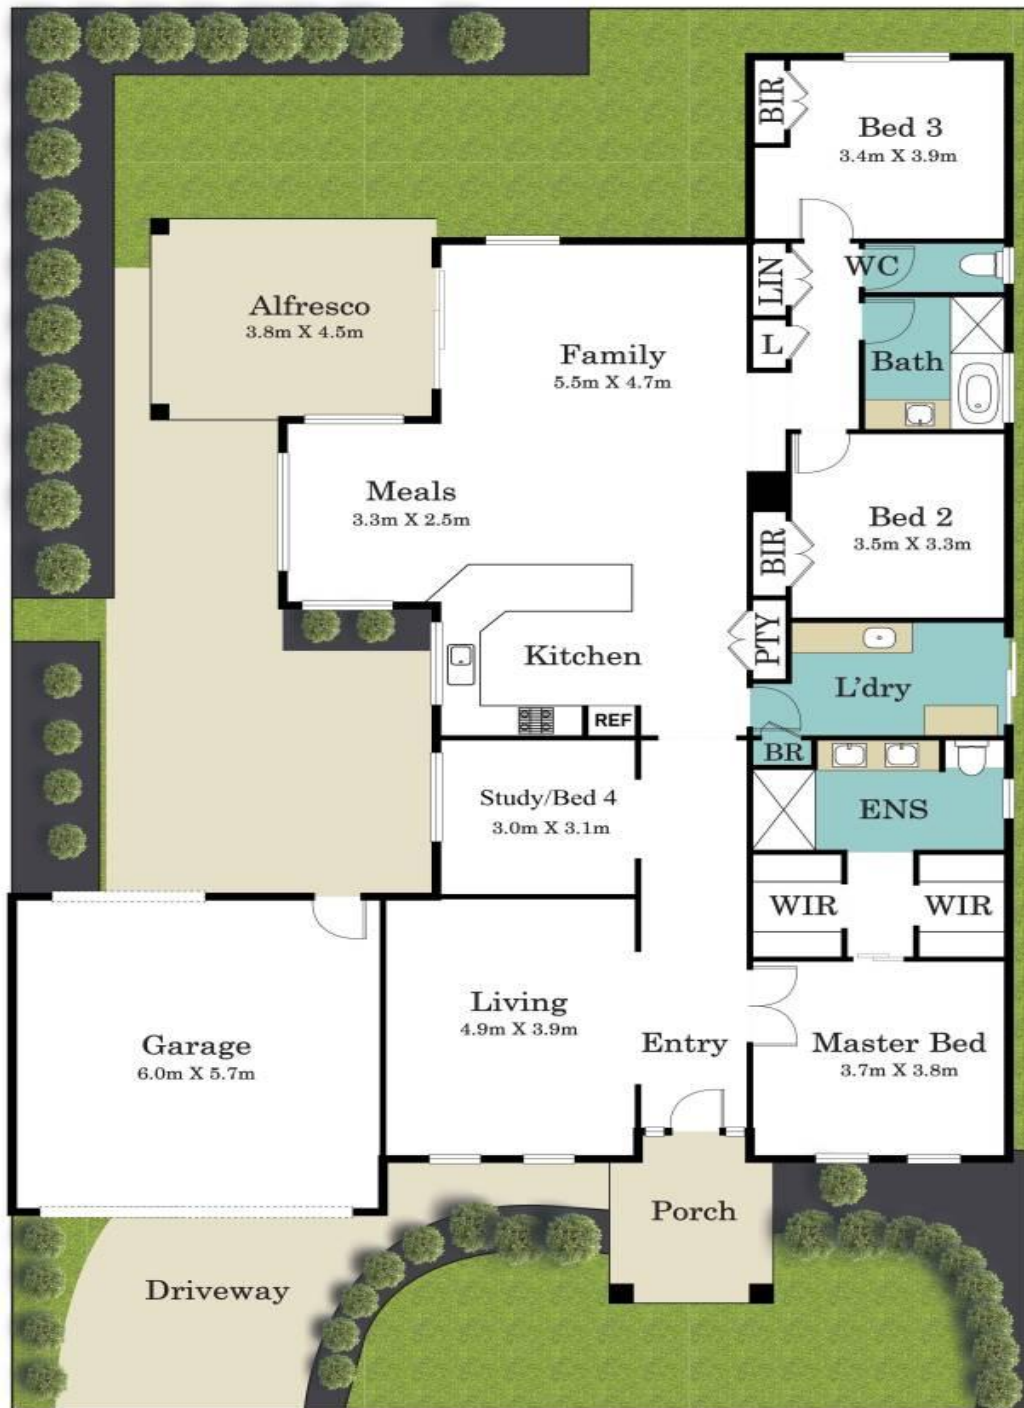 BIR
Bed 3
3.4m X 3.9m
WC
LIN
Alfresco
3.8m X 4.5m
L
Family
5.5m X 4.7m
Bath
Meals
3.3m X 2.5m
Bed 2
3.5m X 3.3m
BIR
PTY
Kitchen
L'dry
REF
BR
Study/Bed 4
3.0m X 3.1m
ENS
WIR
WIR
Living
4.9m X 3.9m
Garage
6.0m X 5.7m
Entry
Master Bed
3.7m X 3.8m
Porch
Driveway